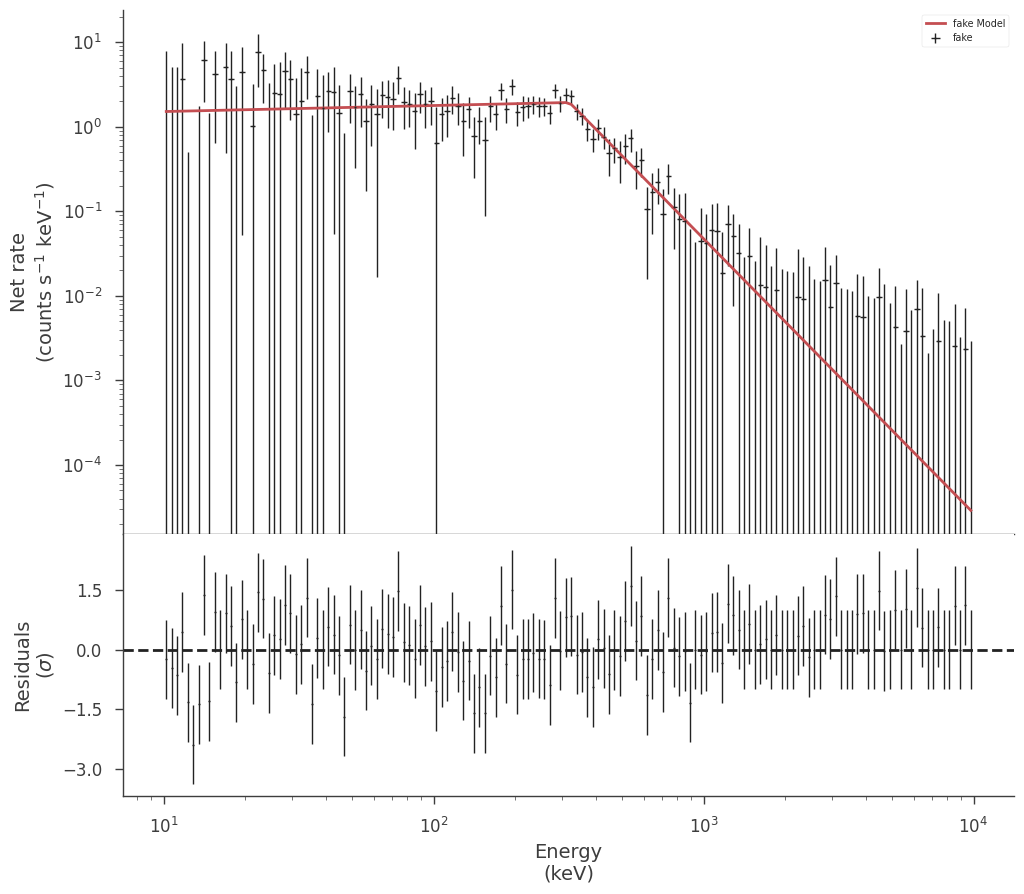 fake Model
fake
Net rate
(counts s⁻¹ keV⁻¹)
10¹
10⁰
10⁻¹
10⁻²
10⁻³
10⁻⁴
Residuals
(σ)
1.5
0.0
−1.5
−3.0
10¹ 10² 10³ 10⁴
Energy
(keV)